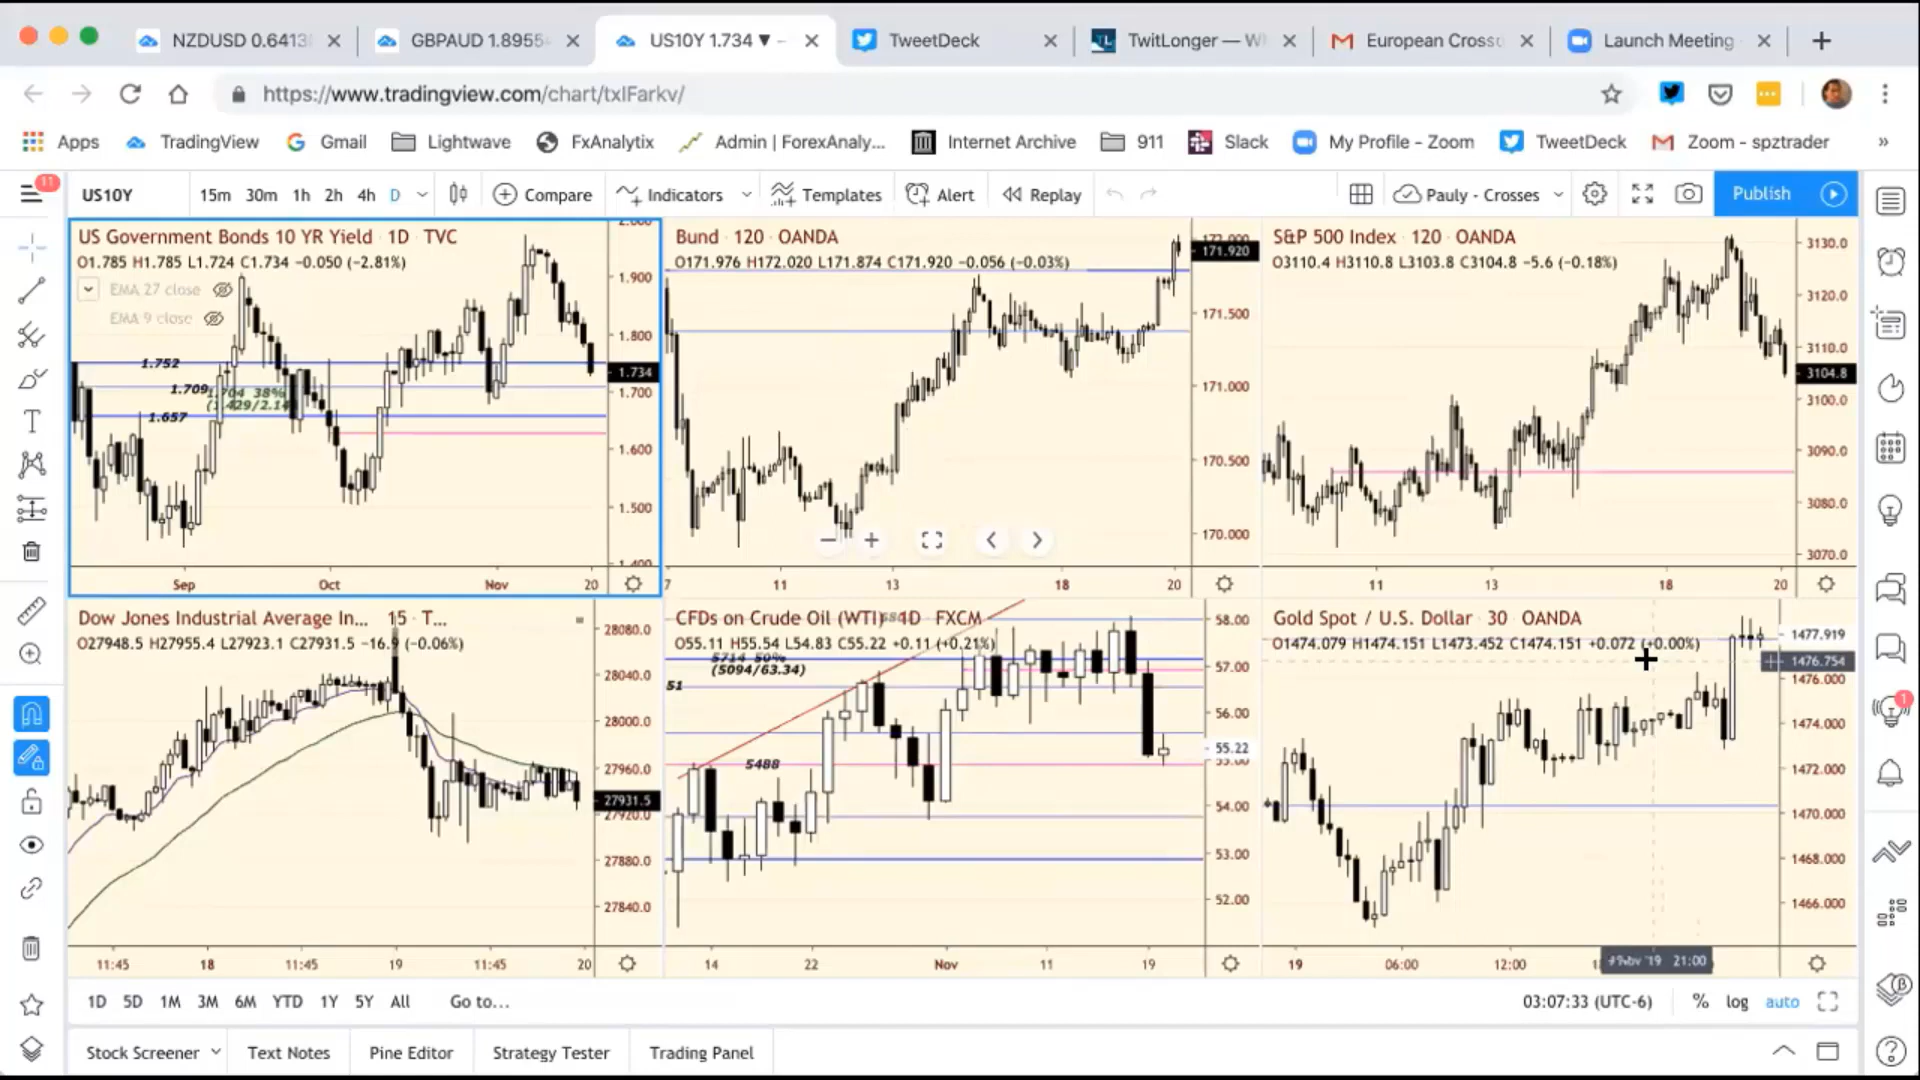 NZDUSD 0.6413
GBPAUD 1.8955
US10Y 1.734 ▼ –
TweetDeck
TwitLonger — W
European Cross
Launch Meeting
https://www.tradingview.com/chart/txIFarkv/
Apps TradingView Gmail Lightwave FxAnalytix Admin | ForexAnaly... Internet Archive 911 Slack My Profile - Zoom TweetDeck Zoom - spztrader »
11
US10Y 15m 30m 1h 2h 4h D Compare Indicators Templates Alert Replay Pauly - Crosses Publish
US Government Bonds 10 YR Yield 1D TVC
O1.785 H1.785 L1.724 C1.734 −0.050 (−2.81%)
EMA 27 close
EMA 9 close
1.752
1.709
1.704 38%
1.657
1.900
1.800
1.734
1.700
1.600
1.500
1.400
Sep Oct Nov 20
Bund 120 OANDA
O171.976 H172.020 L171.874 C171.920 −0.056 (−0.03%)
171.920
171.500
171.000
170.500
170.000
7 11 13 18 20
S&P 500 Index 120 OANDA
O3110.4 H3110.8 L3103.8 C3104.8 −5.6 (−0.18%)
3130.0
3120.0
3110.0
3104.8
3100.0
3090.0
3080.0
3070.0
11 13 18 20
Dow Jones Industrial Average In... 15 T...
O27948.5 H27955.4 L27923.1 C27931.5 −16.9 (−0.06%)
28080.0
28040.0
28000.0
27960.0
27931.5
27920.0
27880.0
27840.0
11:45 18 11:45 19 11:45 20
CFDs on Crude Oil (WTI) 1D FXCM
O55.11 H55.54 L54.83 C55.22 +0.11 (+0.21%)
5714 50%
(5094/63.34)
51
5488
58.00
57.00
56.00
55.22
54.00
53.00
52.00
14 22 Nov 11 19
Gold Spot / U.S. Dollar 30 OANDA
O1474.079 H1474.151 L1473.452 C1474.151 +0.072 (+0.00%)
1477.919
1476.754
1476.000
1474.000
1472.000
1470.000
1468.000
1466.000
19 06:00 12:00
21:00
1
1D 5D 1M 3M 6M YTD 1Y 5Y All Go to...
03:07:33 (UTC-6) % log auto
Stock Screener Text Notes Pine Editor Strategy Tester Trading Panel